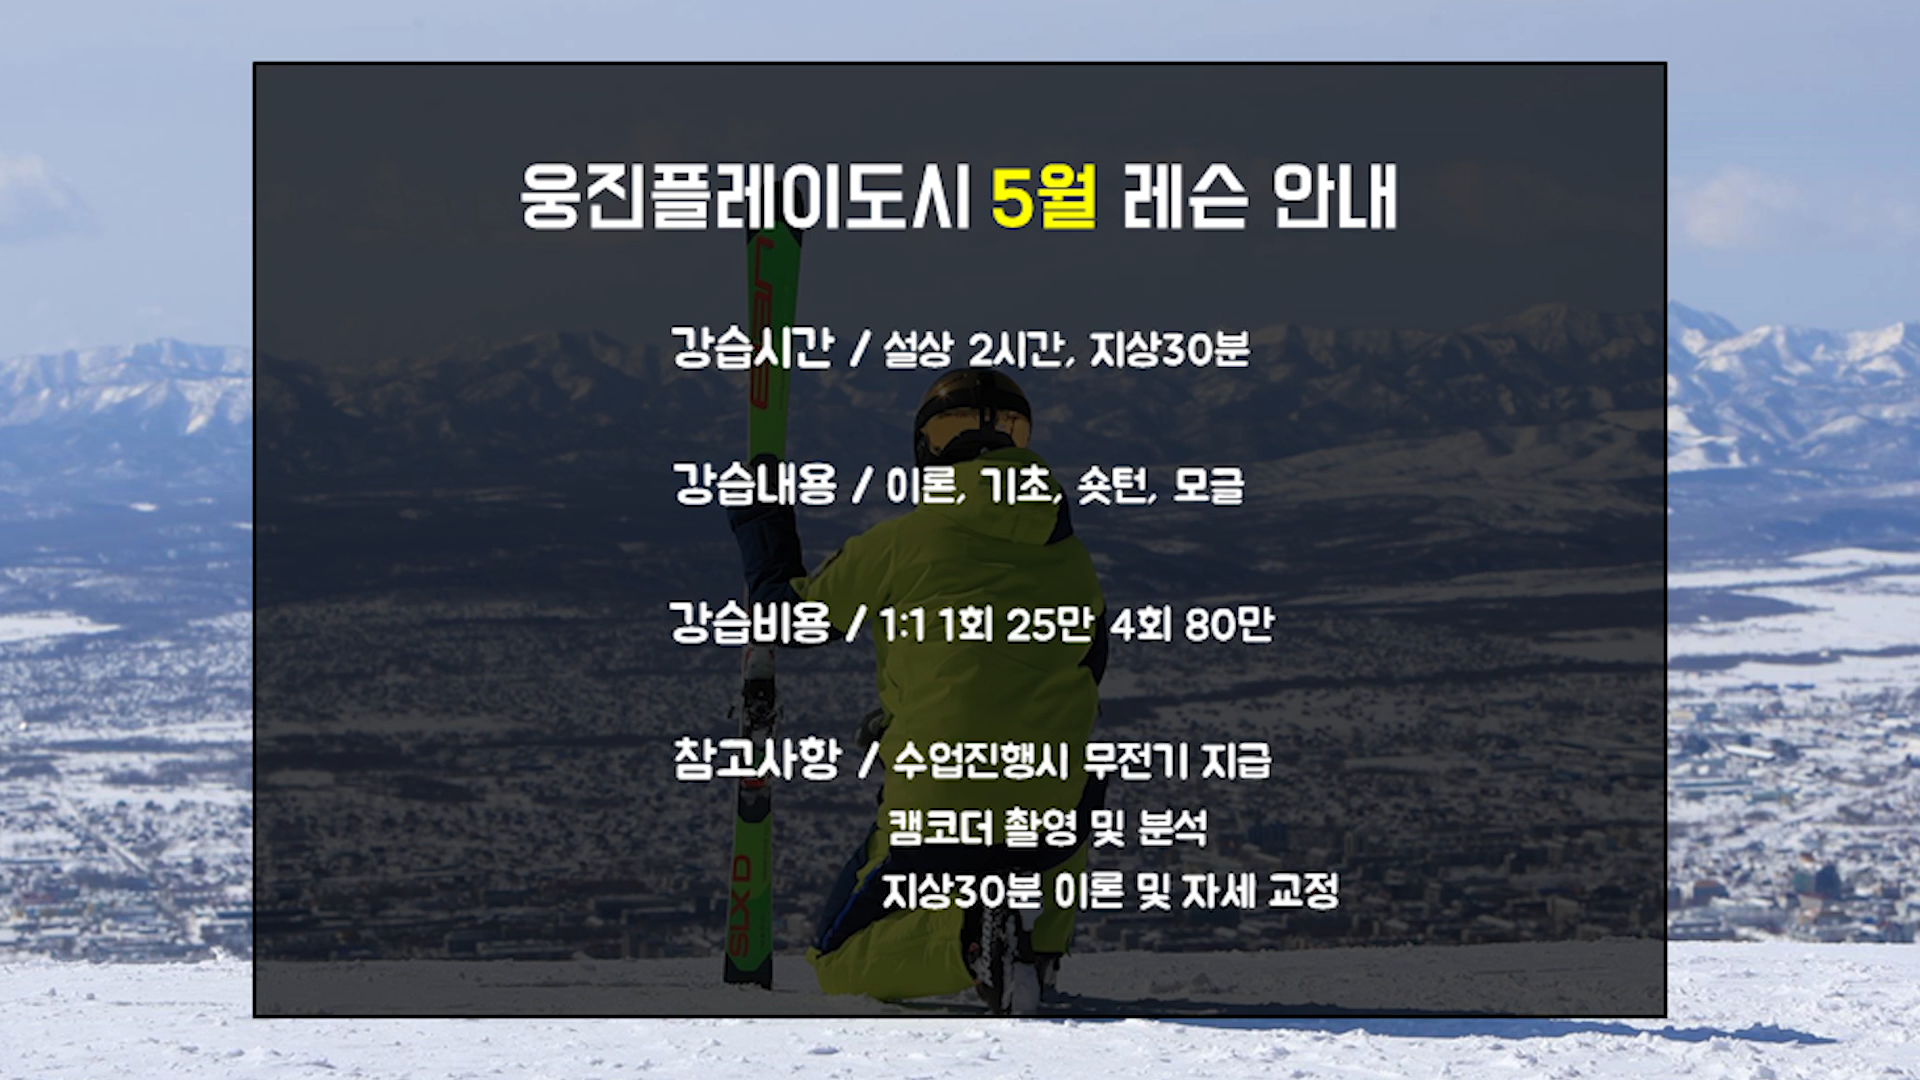 웅진플레이도시 5월 레슨 안내
강습시간 / 설상 2시간, 지상30분
강습내용 / 이론, 기초, 숏턴, 모글
강습비용 / 1:1 1회 25만 4회 80만
참고사항 / 수업진행시 무전기 지급
캠코더 촬영 및 분석
지상30분 이론 및 자세 교정
SLX D